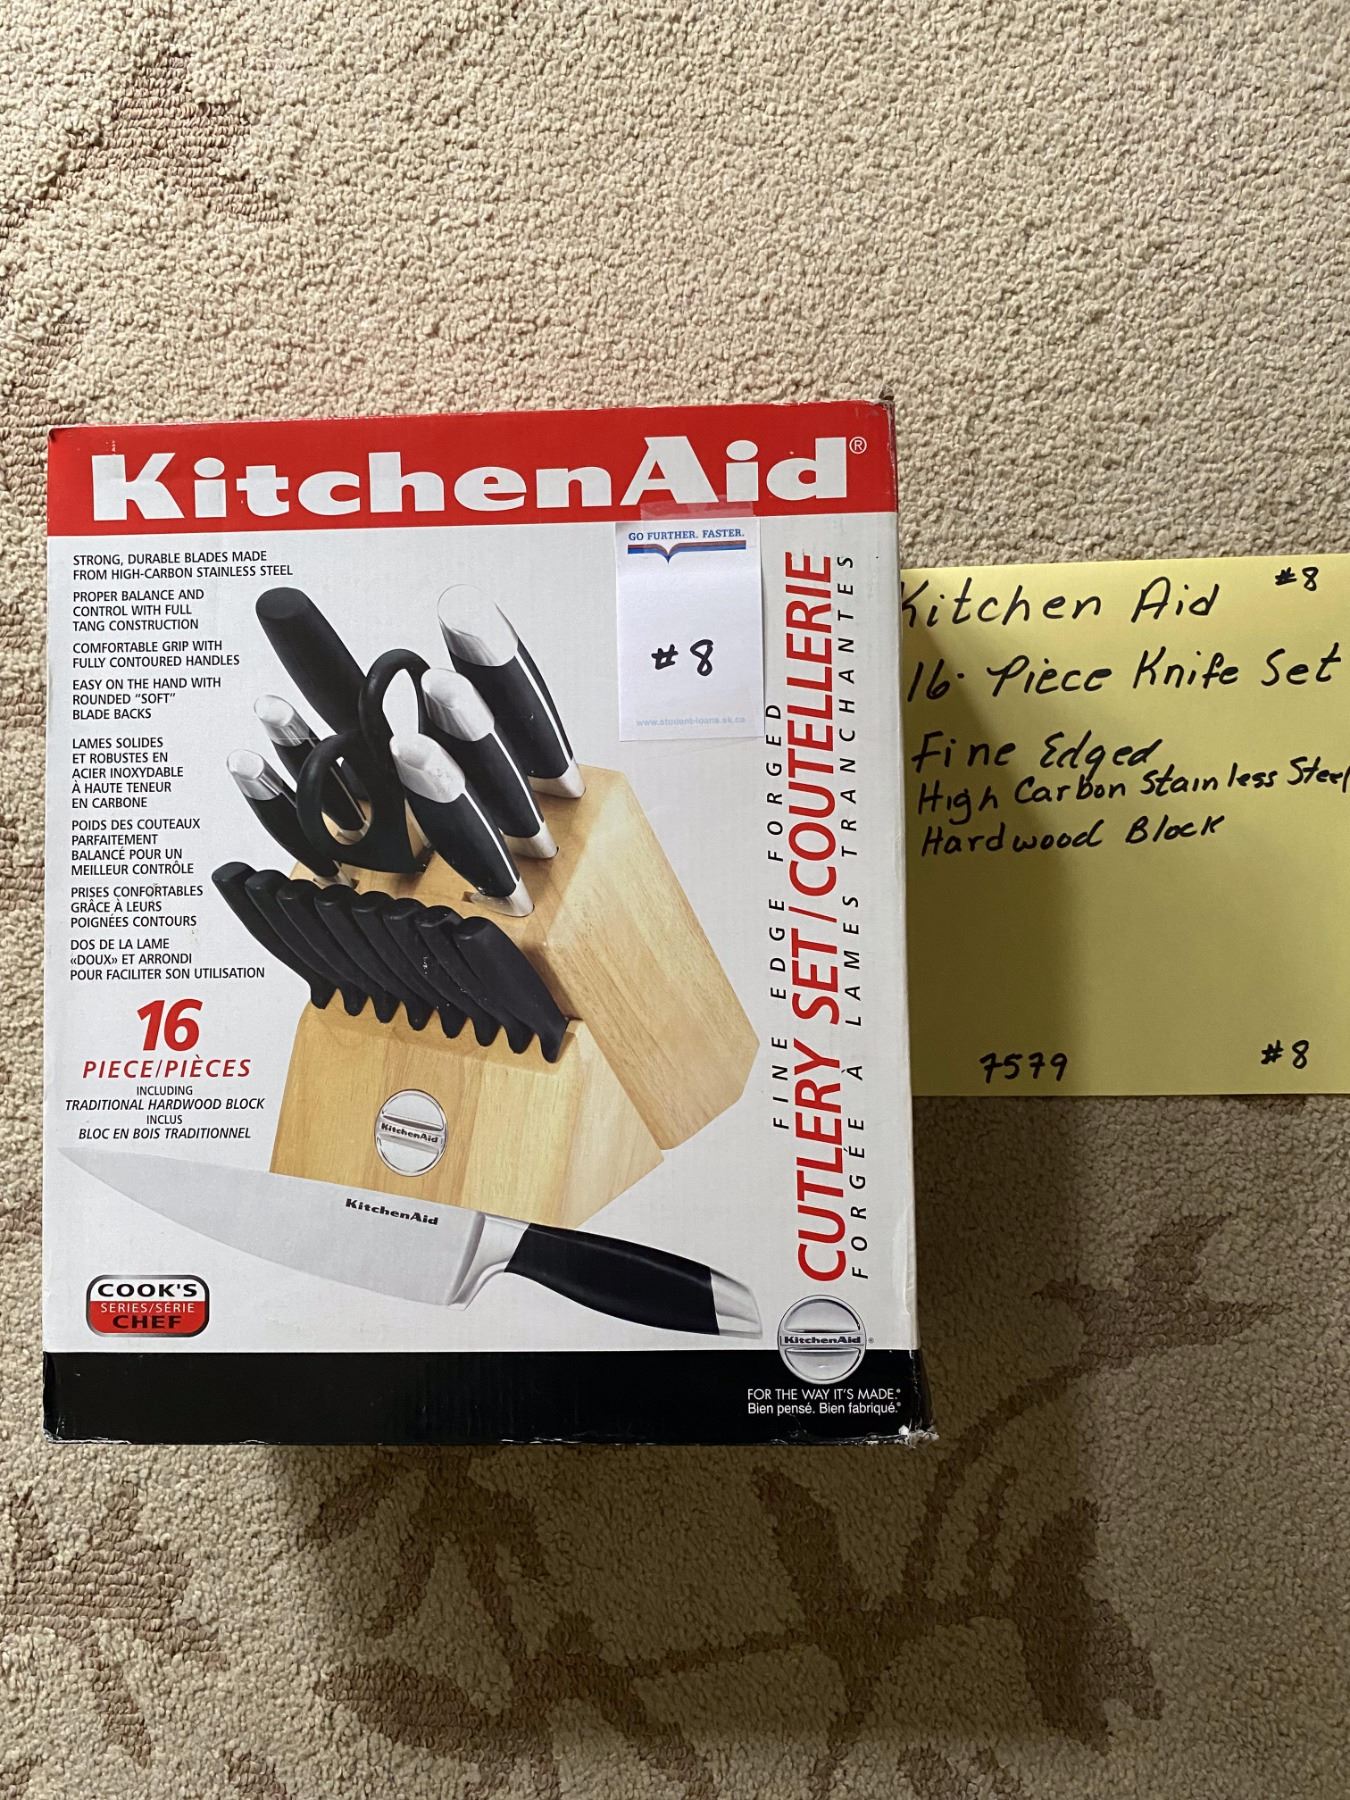 KitchenAid®
STRONG, DURABLE BLADES MADE
FROM HIGH-CARBON STAINLESS STEEL
PROPER BALANCE AND
CONTROL WITH FULL
TANG CONSTRUCTION
COMFORTABLE GRIP WITH
FULLY CONTOURED HANDLES
EASY ON THE HAND WITH
ROUNDED "SOFT"
BLADE BACKS
LAMES SOLIDES
ET ROBUSTES EN
ACIER INOXYDABLE
À HAUTE TENEUR
EN CARBONE
POIDS DES COUTEAUX
PARFAITEMENT
BALANCÉ POUR UN
MEILLEUR CONTRÔLE
PRISES CONFORTABLES
GRÂCE À LEURS
POIGNÉES CONTOURS
DOS DE LA LAME
«DOUX» ET ARRONDI
POUR FACILITER SON UTILISATION
16
PIECE/PIÈCES
INCLUDING
TRADITIONAL HARDWOOD BLOCK
INCLUS
BLOC EN BOIS TRADITIONNEL
KitchenAid
KitchenAid
COOK'S
SERIES/SÉRIE
CHEF
GO FURTHER. FASTER.
#8
www.student-loans.sk.ca
FINE EDGE FORGED
CUTLERY SET/COUTELLERIE
FORGÉE À LAMES TRANCHANTES
KitchenAid®
FOR THE WAY IT'S MADE.®
Bien pensé. Bien fabriqué.®
Kitchen Aid #8
16 · Piece Knife Set
Fine Edged
High Carbon Stainless Steel
Hardwood Block
7579 #8